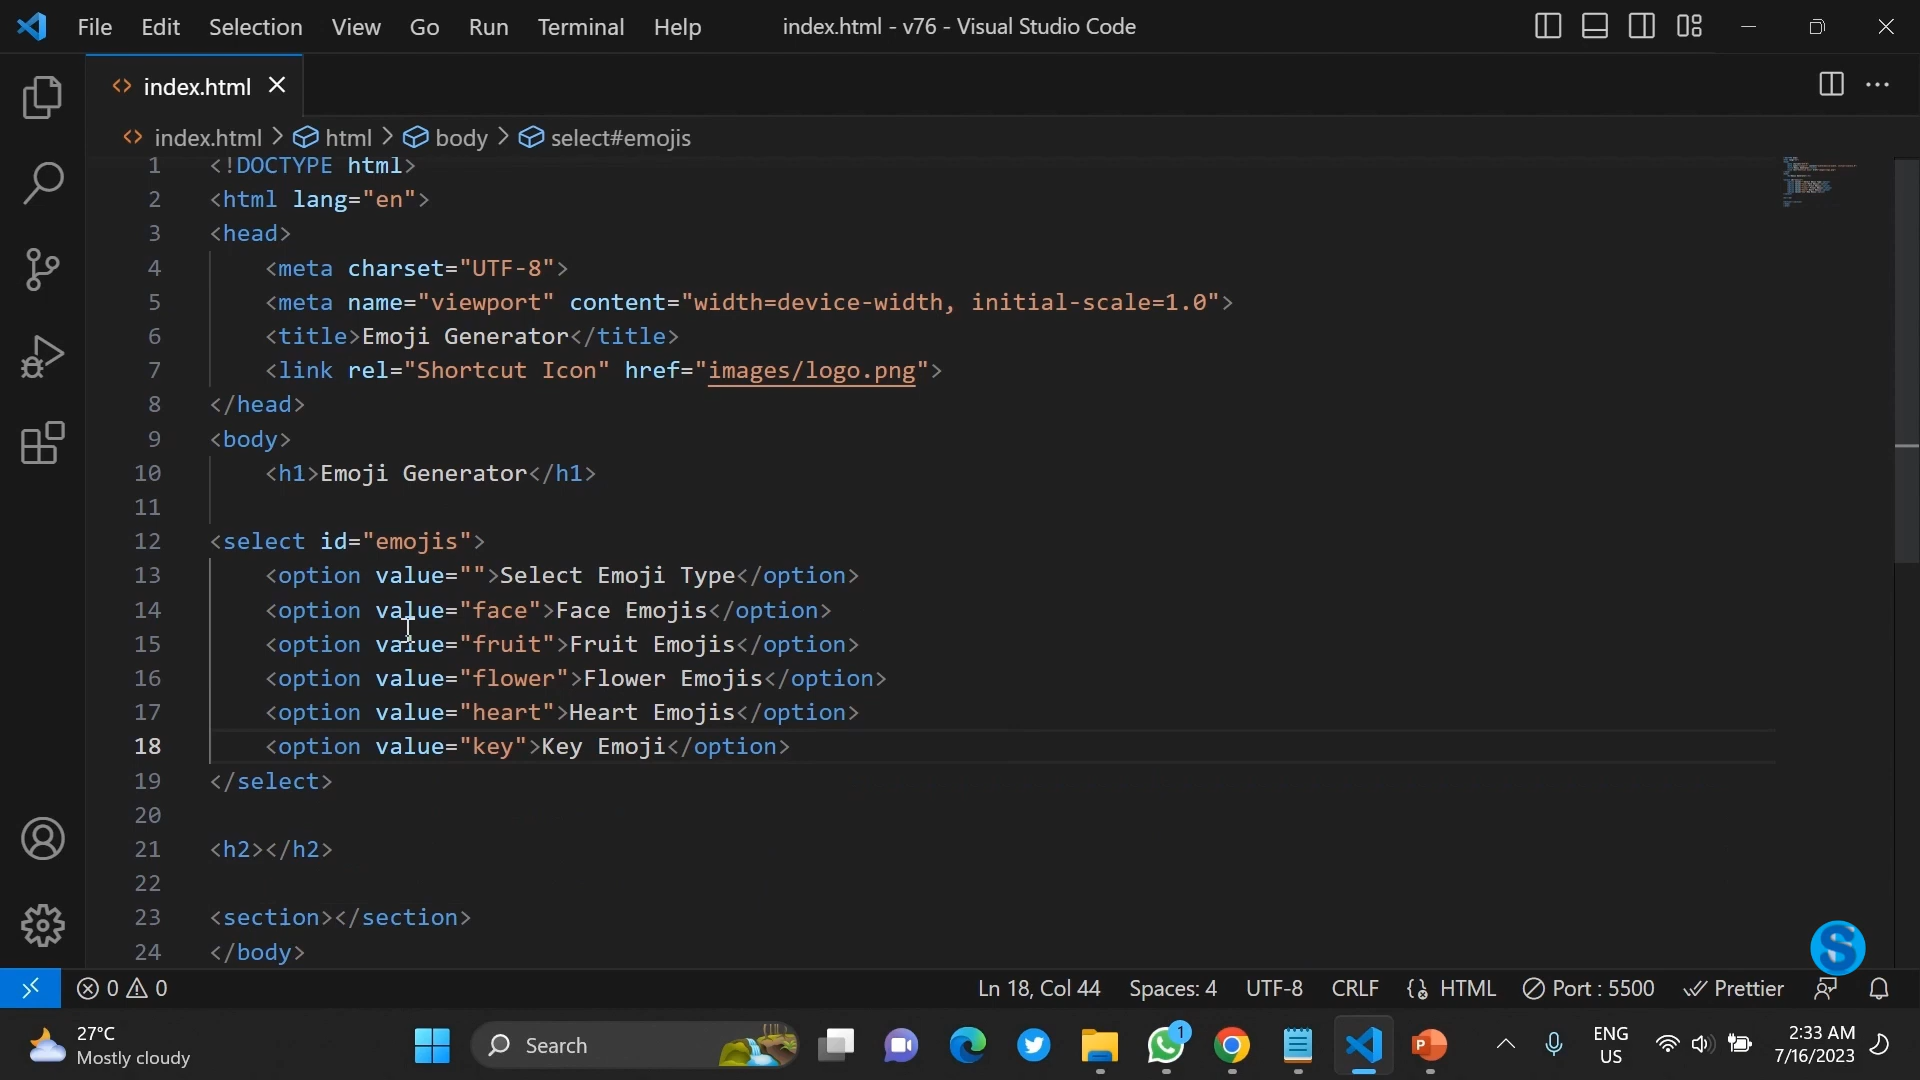 File Edit Selection View Go Run Terminal Help index.html - v76 - Visual Studio Code
index.html
index.html > html > body > select#emojis
1 <!DOCTYPE html>
2 <html lang="en">
3 <head>
4 <meta charset="UTF-8">
5 <meta name="viewport" content="width=device-width, initial-scale=1.0">
6 <title>Emoji Generator</title>
7 <link rel="Shortcut Icon" href="images/logo.png">
8 </head>
9 <body>
10 <h1>Emoji Generator</h1>
11
12 <select id="emojis">
13 <option value="">Select Emoji Type</option>
14 <option value="face">Face Emojis</option>
15 <option value="fruit">Fruit Emojis</option>
16 <option value="flower">Flower Emojis</option>
17 <option value="heart">Heart Emojis</option>
18 <option value="key">Key Emoji</option>
19 </select>
20
21 <h2></h2>
22
23 <section></section>
24 </body>
S
0 0 Ln 18, Col 44 Spaces: 4 UTF-8 CRLF HTML Port : 5500 Prettier
27°C
Mostly cloudy
Search
1
P
ENG
US
2:33 AM
7/16/2023